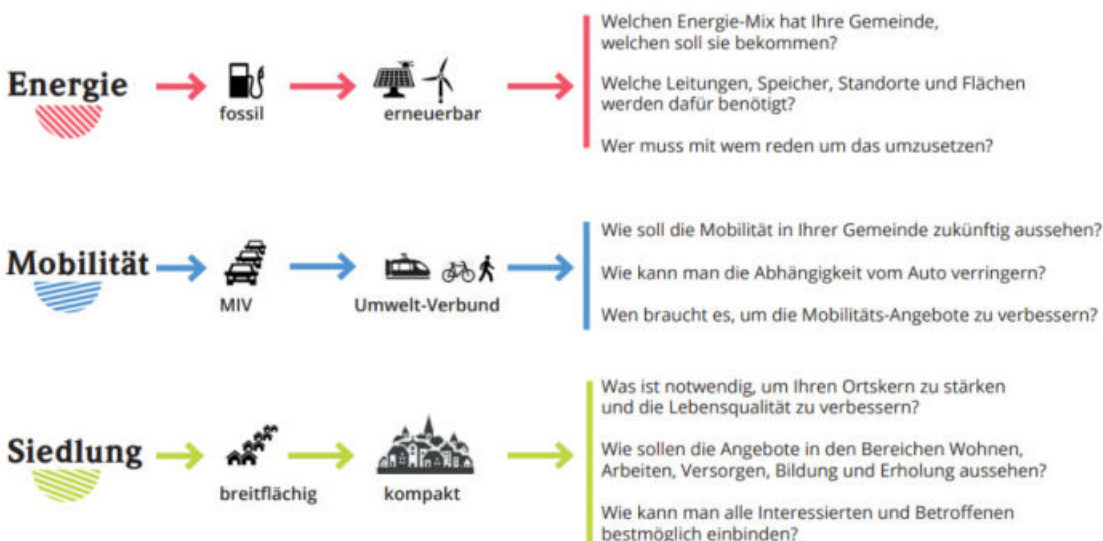 Energie
fossil
erneuerbar
Welchen Energie-Mix hat Ihre Gemeinde,
welchen soll sie bekommen?
Welche Leitungen, Speicher, Standorte und Flächen
werden dafür benötigt?
Wer muss mit wem reden um das umzusetzen?
Mobilität
MIV
Umwelt-Verbund
Wie soll die Mobilität in Ihrer Gemeinde zukünftig aussehen?
Wie kann man die Abhängigkeit vom Auto verringern?
Wen braucht es, um die Mobilitäts-Angebote zu verbessern?
Siedlung
breitflächig
kompakt
Was ist notwendig, um Ihren Ortskern zu stärken
und die Lebensqualität zu verbessern?
Wie sollen die Angebote in den Bereichen Wohnen,
Arbeiten, Versorgen, Bildung und Erholung aussehen?
Wie kann man alle Interessierten und Betroffenen
bestmöglich einbinden?